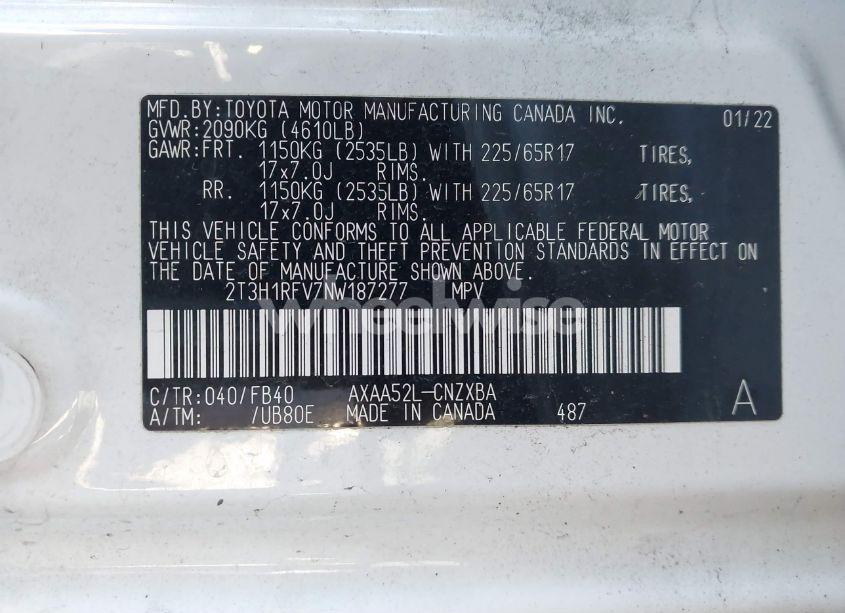 MFD.BY:TOYOTA MOTOR MANUFACTURING CANADA INC. 01/22
GVWR:2090KG (4610LB)
GAWR:FRT. 1150KG (2535LB) WITH 225/65R17 TIRES,
17x7.0J RIMS.
RR. 1150KG (2535LB) WITH 225/65R17 TIRES,
17x7.0J RIMS.
THIS VEHICLE CONFORMS TO ALL APPLICABLE FEDERAL MOTOR
VEHICLE SAFETY AND THEFT PREVENTION STANDARDS IN EFFECT ON
THE DATE OF MANUFACTURE SHOWN ABOVE.
2T3H1RFV7NW187277 MPV
wheelwise
C/TR:040/FB40 AXAA52L-CNZXBA
A/TM: /UB80E MADE IN CANADA 487 A